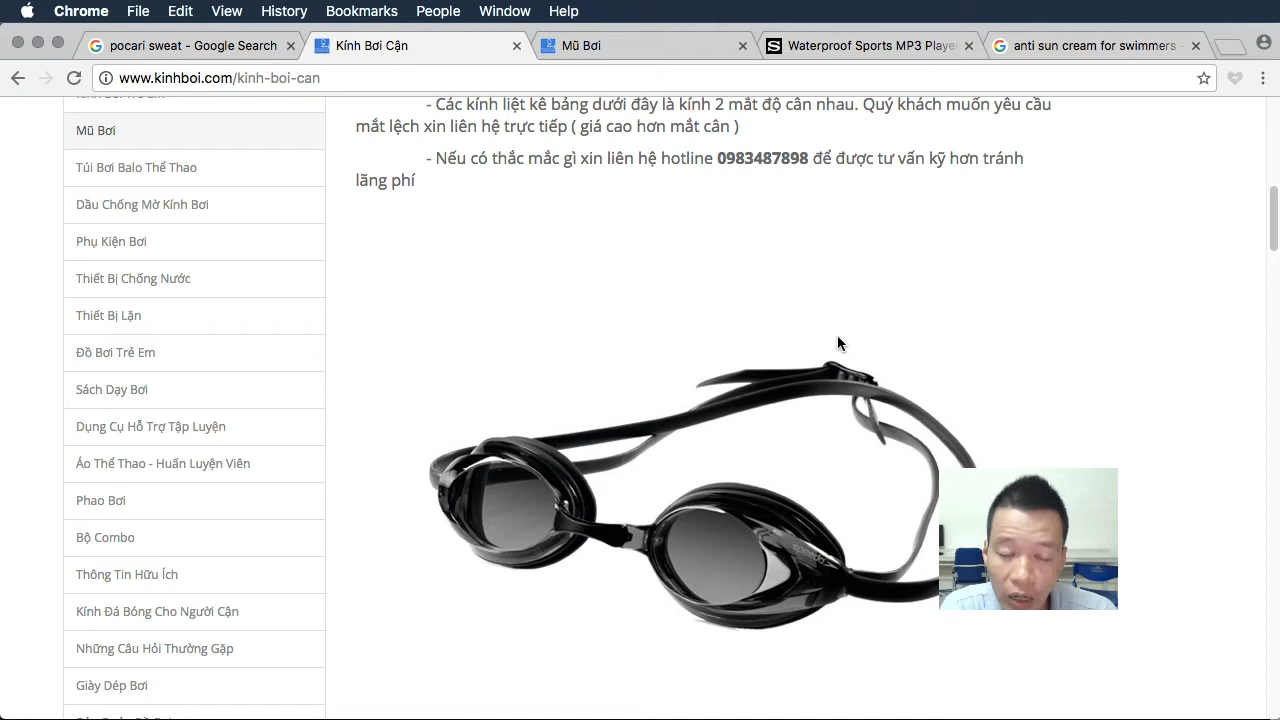 Chrome File Edit View History Bookmarks People Window Help
pocari sweat - Google Search
Kính Bơi Cận
Mũ Bơi
Waterproof Sports MP3 Playe
anti sun cream for swimmers -
www.kinhboi.com/kinh-boi-can
Mũ Bơi
Túi Bơi Balo Thể Thao
Dầu Chống Mờ Kính Bơi
Phụ Kiện Bơi
Thiết Bị Chống Nước
Thiết Bị Lặn
Đồ Bơi Trẻ Em
Sách Dạy Bơi
Dụng Cụ Hỗ Trợ Tập Luyện
Áo Thể Thao - Huấn Luyện Viên
Phao Bơi
Bộ Combo
Thông Tin Hữu Ích
Kính Đá Bóng Cho Người Cận
Những Câu Hỏi Thường Gặp
Giày Dép Bơi
- Các kính liệt kê bảng dưới đây là kính 2 mắt độ cân nhau. Quý khách muốn yêu cầu
mắt lệch xin liên hệ trực tiếp ( giá cao hơn mắt cân )
- Nếu có thắc mắc gì xin liên hệ hotline 0983487898 để được tư vấn kỹ hơn tránh
lãng phí
speedo